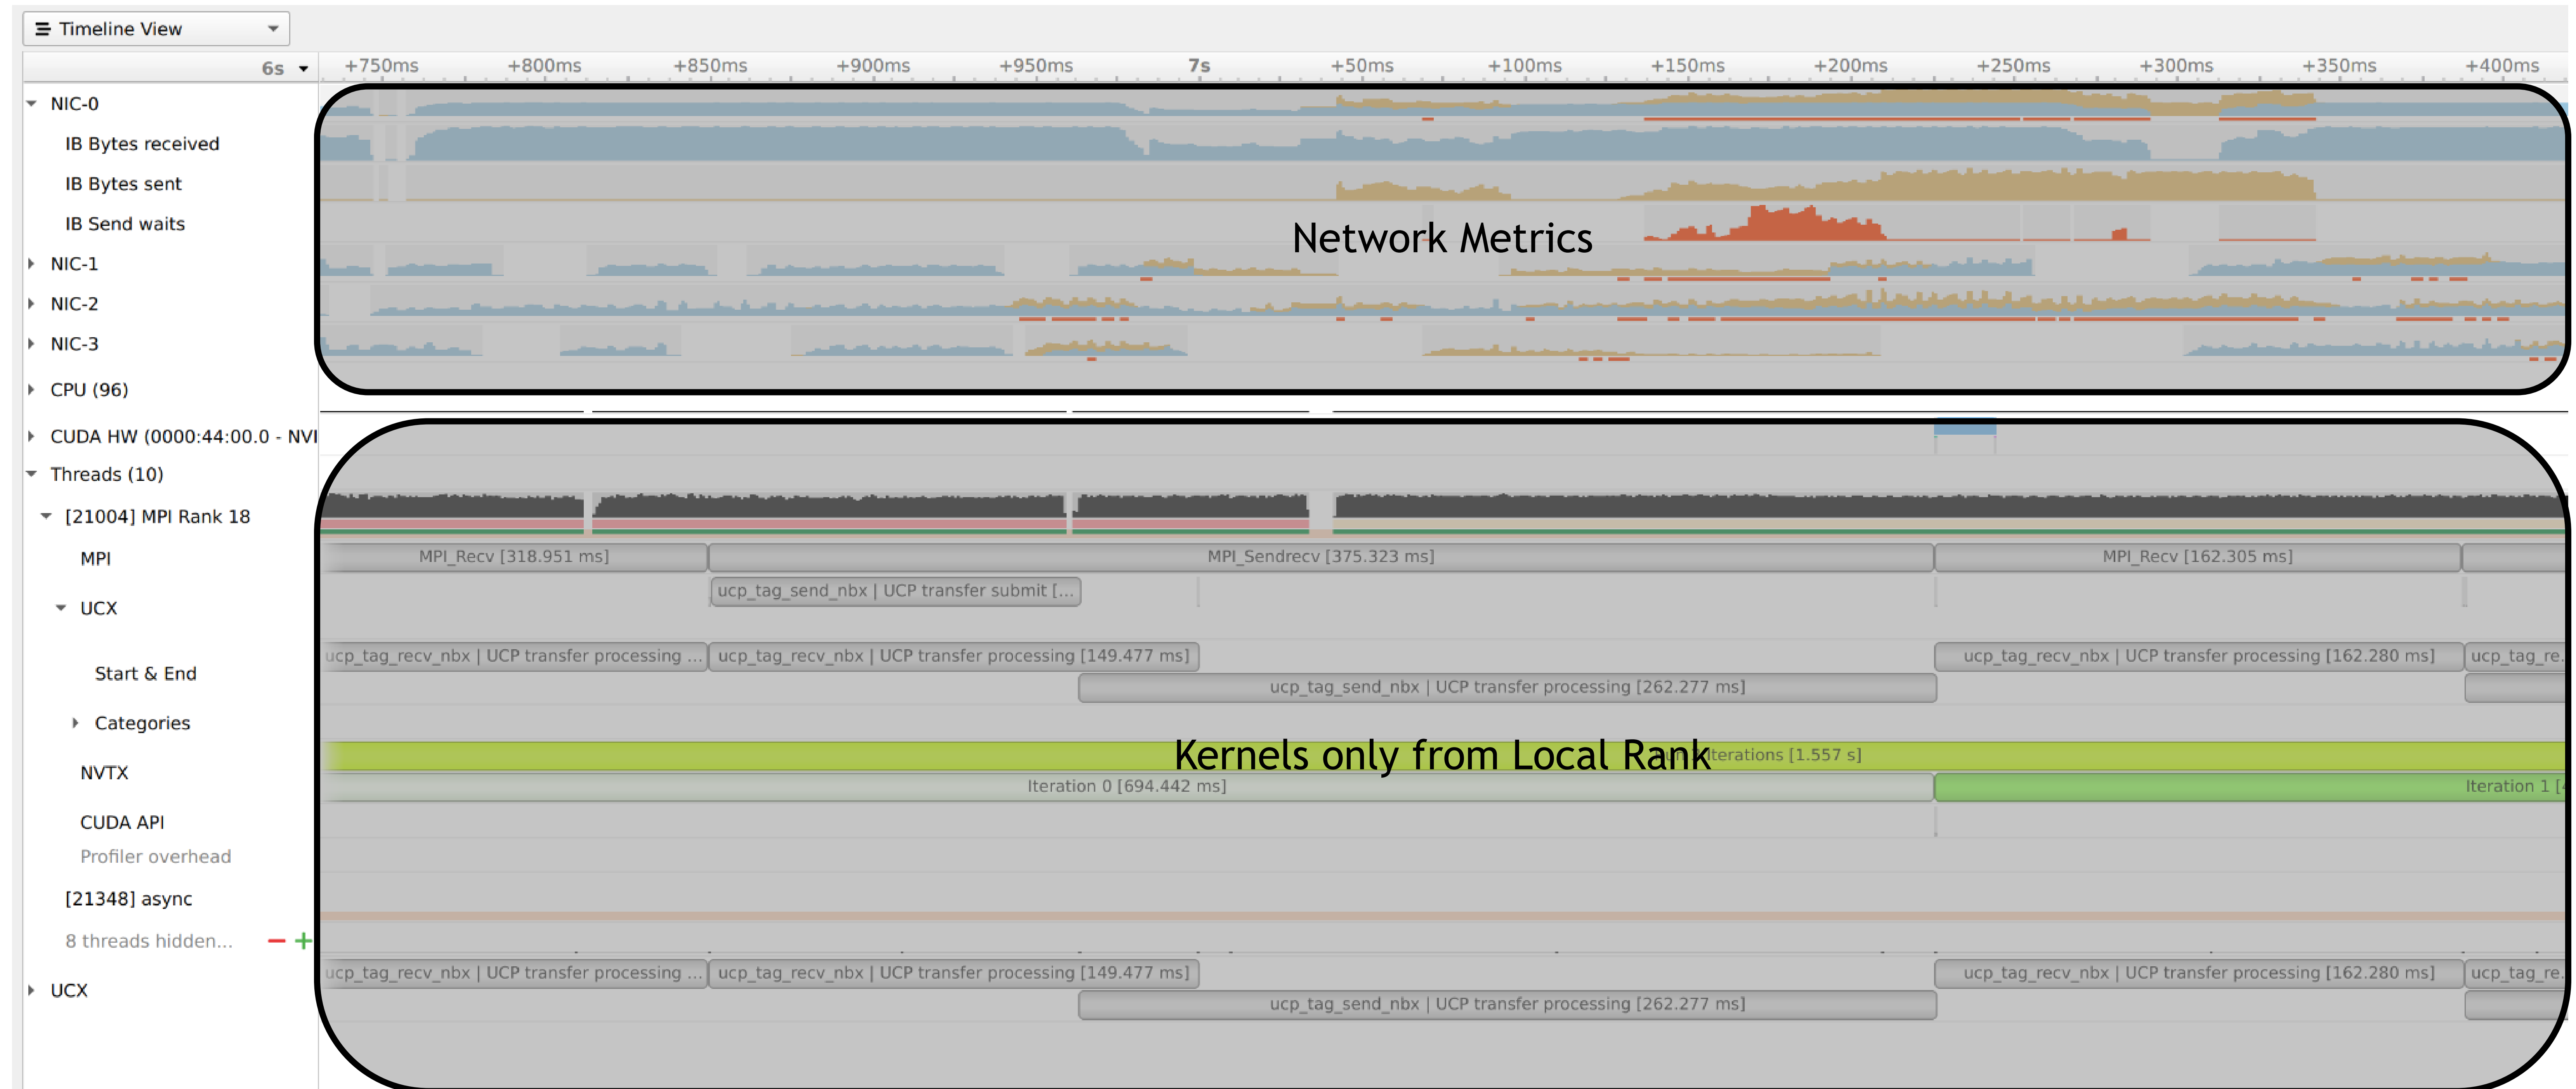 Timeline View
6s +750ms +800ms +850ms +900ms +950ms 7s +50ms +100ms +150ms +200ms +250ms +300ms +350ms +400ms
NIC-0
IB Bytes received
IB Bytes sent
IB Send waits
Network Metrics
NIC-1
NIC-2
NIC-3
CPU (96)
CUDA HW (0000:44:00.0 - NVI
Threads (10)
[21004] MPI Rank 18
MPI MPI_Recv [318.951 ms] MPI_Sendrecv [375.323 ms] MPI_Recv [162.305 ms]
ucp_tag_send_nbx | UCP transfer submit [...
UCX
ucp_tag_recv_nbx | UCP transfer processing ... ucp_tag_recv_nbx | UCP transfer processing [149.477 ms] ucp_tag_recv_nbx | UCP transfer processing [162.280 ms] ucp_tag_re.
Start & End
ucp_tag_send_nbx | UCP transfer processing [262.277 ms]
Categories
Kernels only from Local Rank
Iterations [1.557 s]
NVTX
Iteration 0 [694.442 ms] Iteration 1 [
CUDA API
Profiler overhead
[21348] async
8 threads hidden...
ucp_tag_recv_nbx | UCP transfer processing ... ucp_tag_recv_nbx | UCP transfer processing [149.477 ms] ucp_tag_recv_nbx | UCP transfer processing [162.280 ms] ucp_tag_re.
UCX
ucp_tag_send_nbx | UCP transfer processing [262.277 ms]